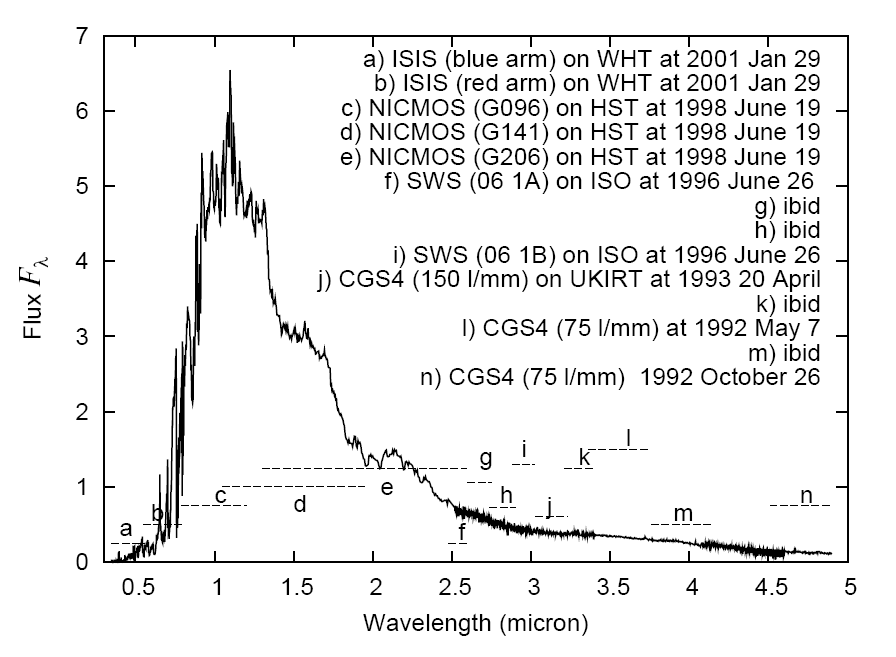 7
a) ISIS (blue arm) on WHT at 2001 Jan 29
b) ISIS (red arm) on WHT at 2001 Jan 29
6
c) NICMOS (G096) on HST at 1998 June 19
d) NICMOS (G141) on HST at 1998 June 19
e) NICMOS (G206) on HST at 1998 June 19
5
f) SWS (06 1A) on ISO at 1996 June 26
g) ibid
h) ibid
4
i) SWS (06 1B) on ISO at 1996 June 26
j) CGS4 (150 l/mm) on UKIRT at 1993 20 April
k) ibid
3
l) CGS4 (75 l/mm) at 1992 May 7
m) ibid
n) CGS4 (75 l/mm) 1992 October 26
Flux Fλ
2
1
0
a
b
c
d
e
f
g
h
i
j
k
l
m
n
0.5 1 1.5 2 2.5 3 3.5 4 4.5 5
Wavelength (micron)